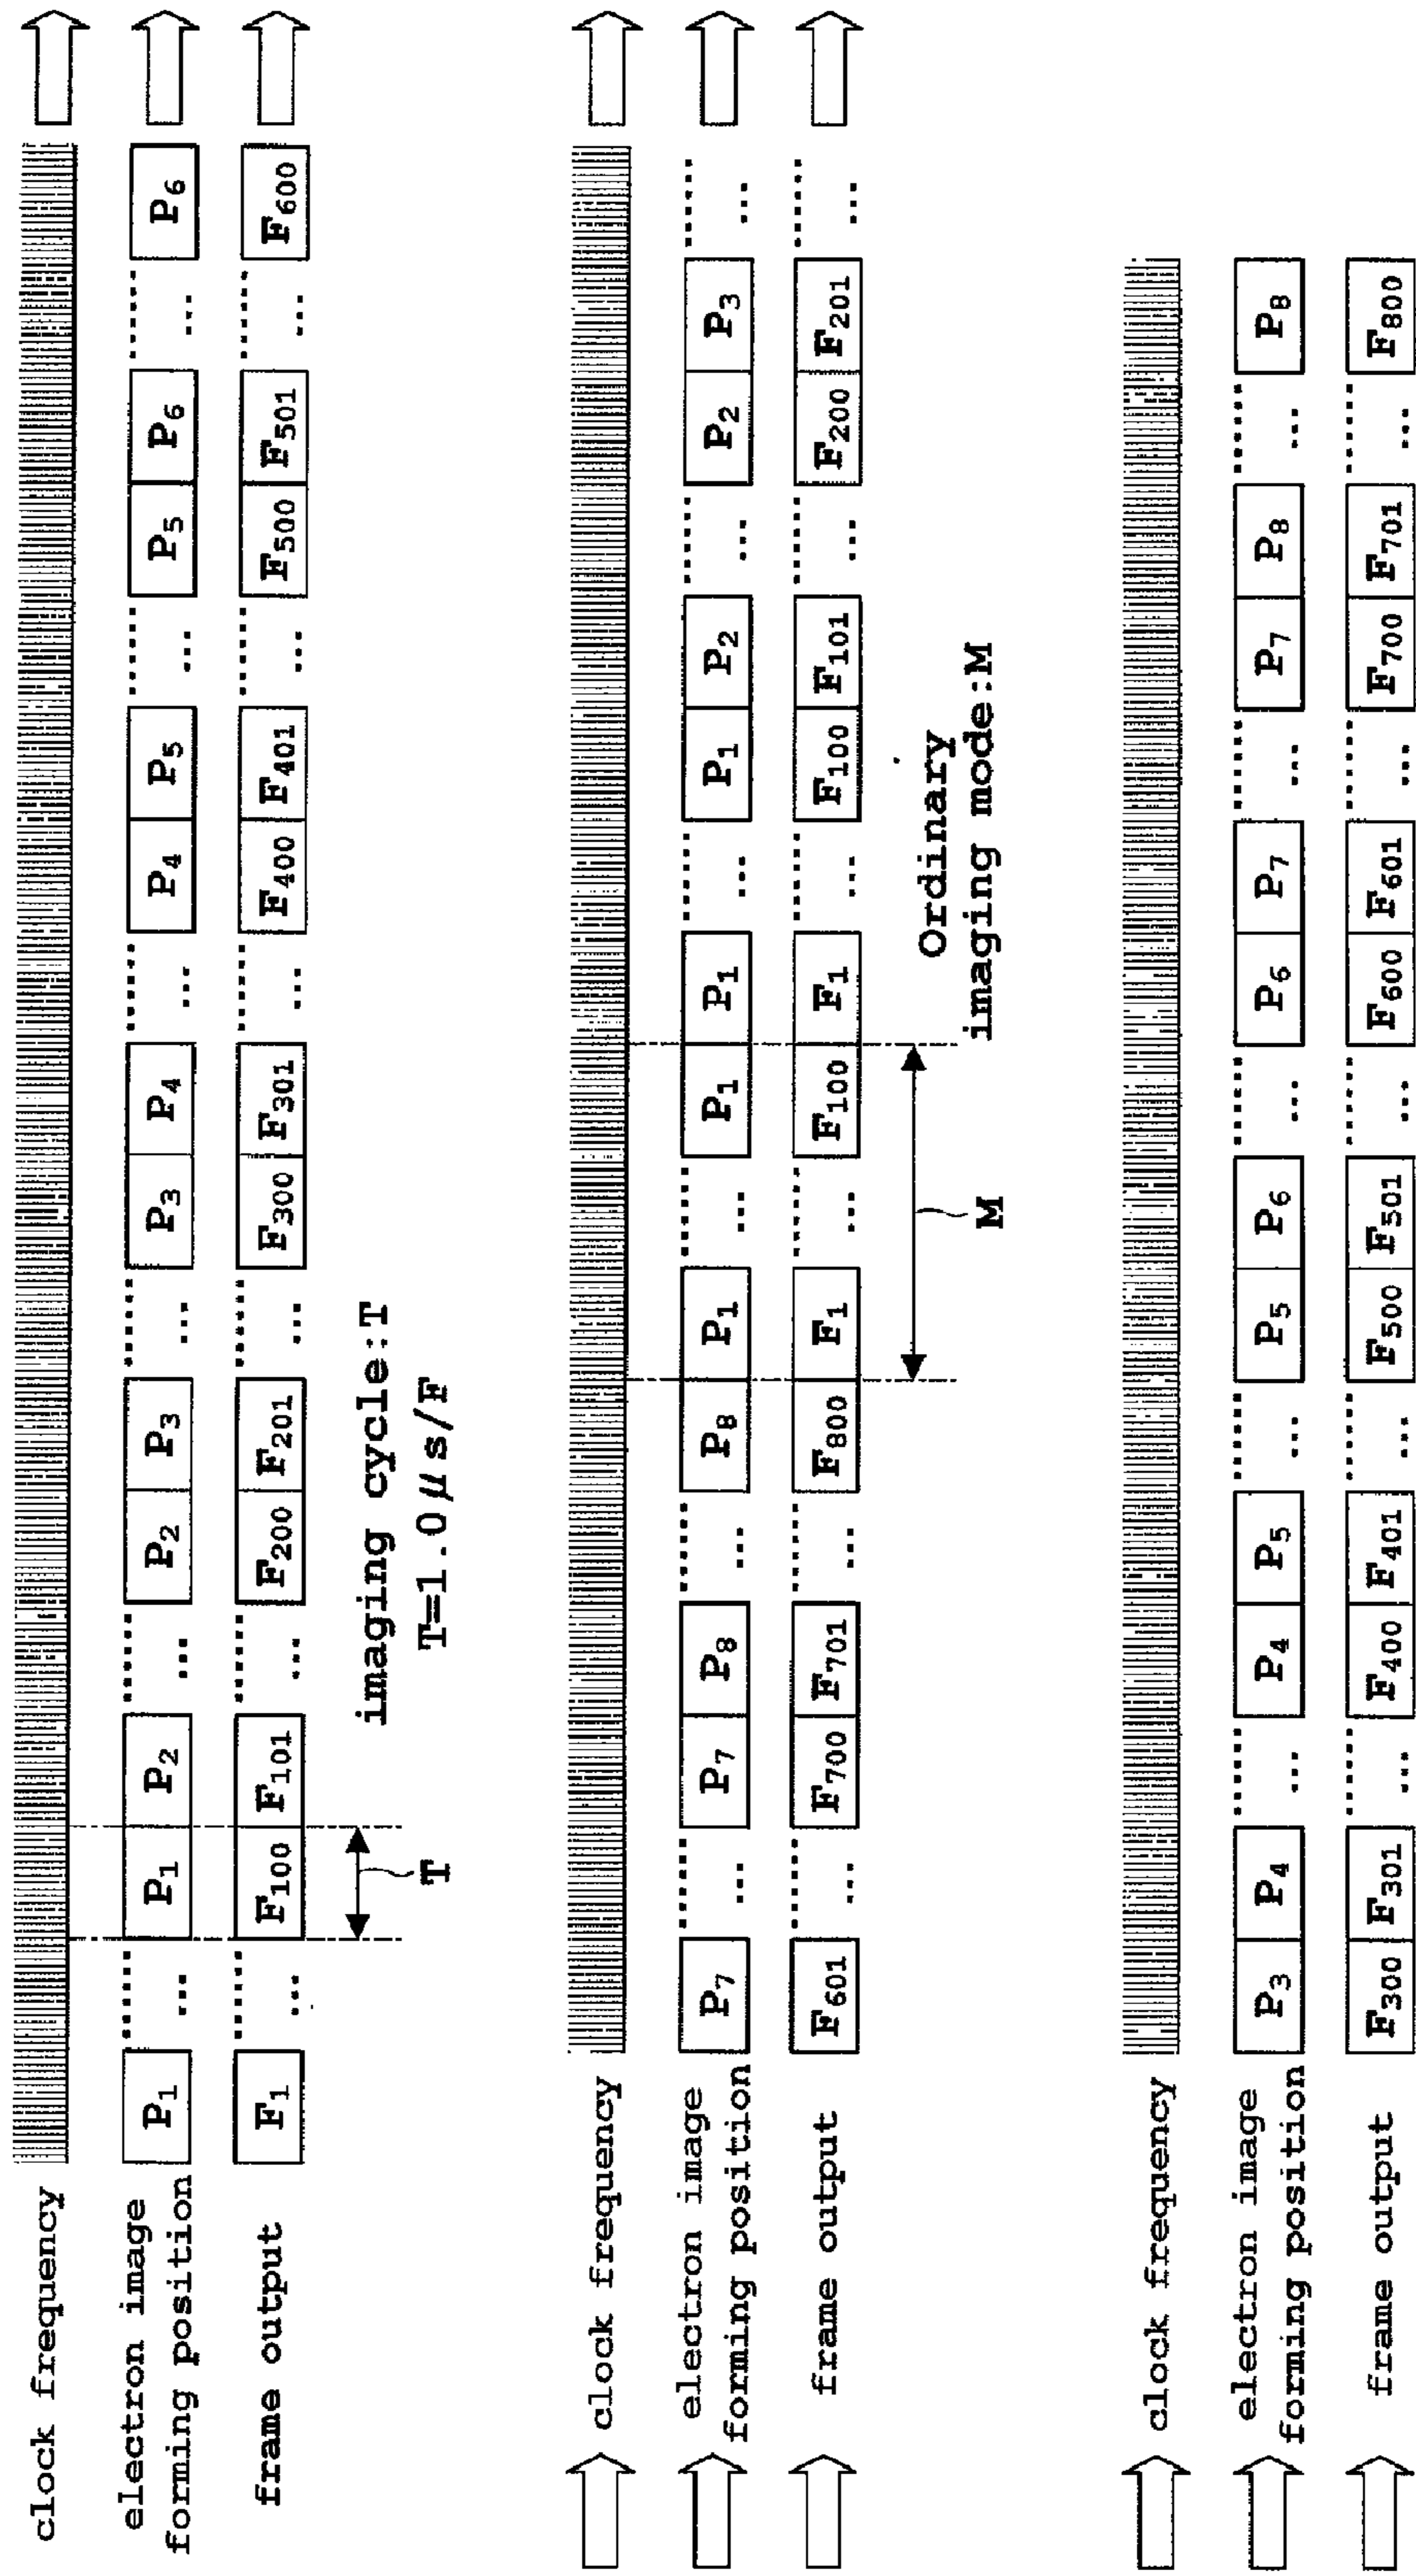 clock frequency
electron image
forming position
P1 ...... ... P1 P2 ...... ... P2 P3 ...... ... P3 P4 ...... ... P4 P5 ...... ... P5 P6 ...... ... P6
frame output
F1 ...... ... F100 F101 ...... ... F200 F201 ...... ... F300 F301 ...... ... F400 F401 ...... ... F500 F501 ...... ... F600
T
imaging cycle:T
T=1.0μs/F
clock frequency
electron image
forming position
P7 ...... ... P7 P8 ...... ... P8 P1 ...... ... P1 P1 ...... ... P1 P2 ...... ... P2 P3 ...... ...
frame output
F601 ...... ... F700 F701 ...... ... F800 F1 ...... ... F100 F1 ...... ... F100 F101 ...... ... F200 F201 ...... ...
M
Ordinary
imaging mode:M
clock frequency
electron image
forming position
P3 P4 ...... ... P4 P5 ...... ... P5 P6 ...... ... P6 P7 ...... ... P7 P8 ...... ... P8
frame output
F300 F301 ...... ... F400 F401 ...... ... F500 F501 ...... ... F600 F601 ...... ... F700 F701 ...... ... F800